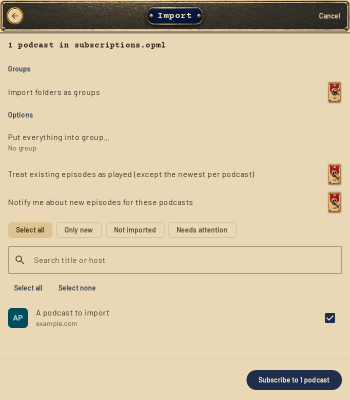 Import
Cancel
1 podcast in subscriptions.opml
Groups
Import folders as groups
Options
Put everything into group…
No group
Treat existing episodes as played (except the newest per podcast)
Notify me about new episodes for these podcasts
Select all
Only new
Not imported
Needs attention
Search title or host
Select all
Select none
AP
A podcast to import
example.com
Subscribe to 1 podcast